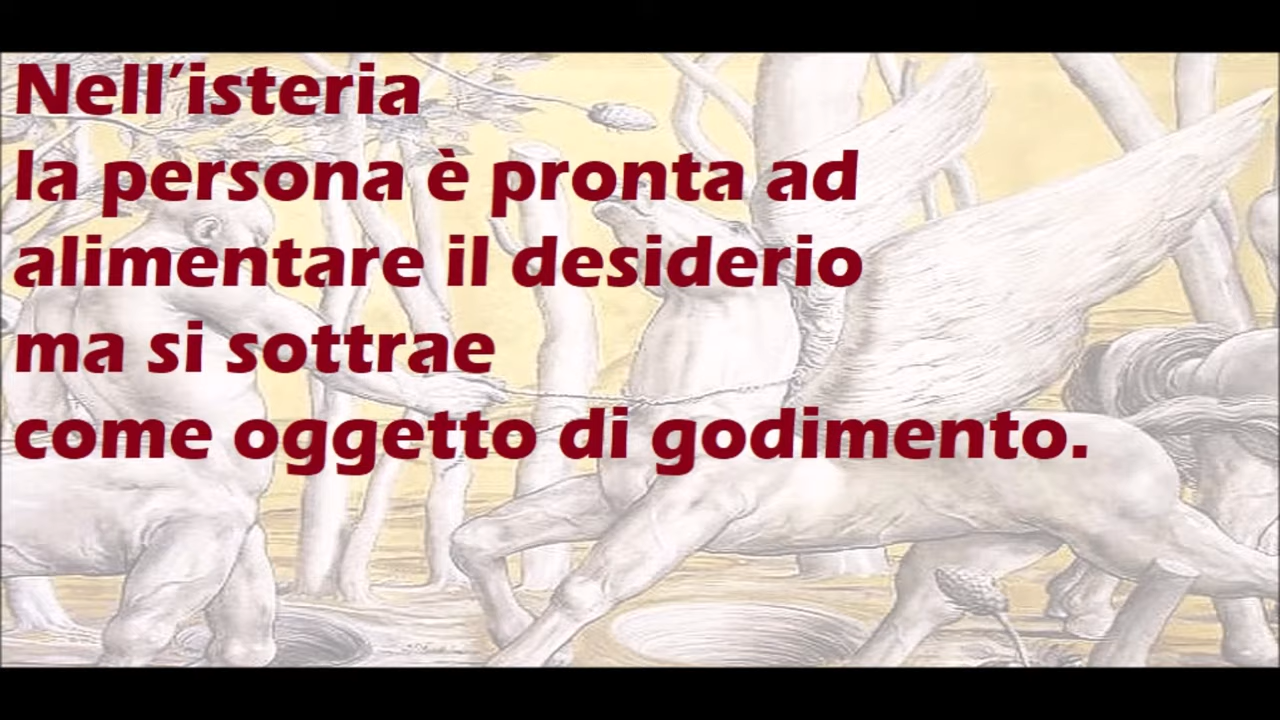 Nell'isteria
la persona è pronta ad
alimentare il desiderio
ma si sottrae
come oggetto di godimento.